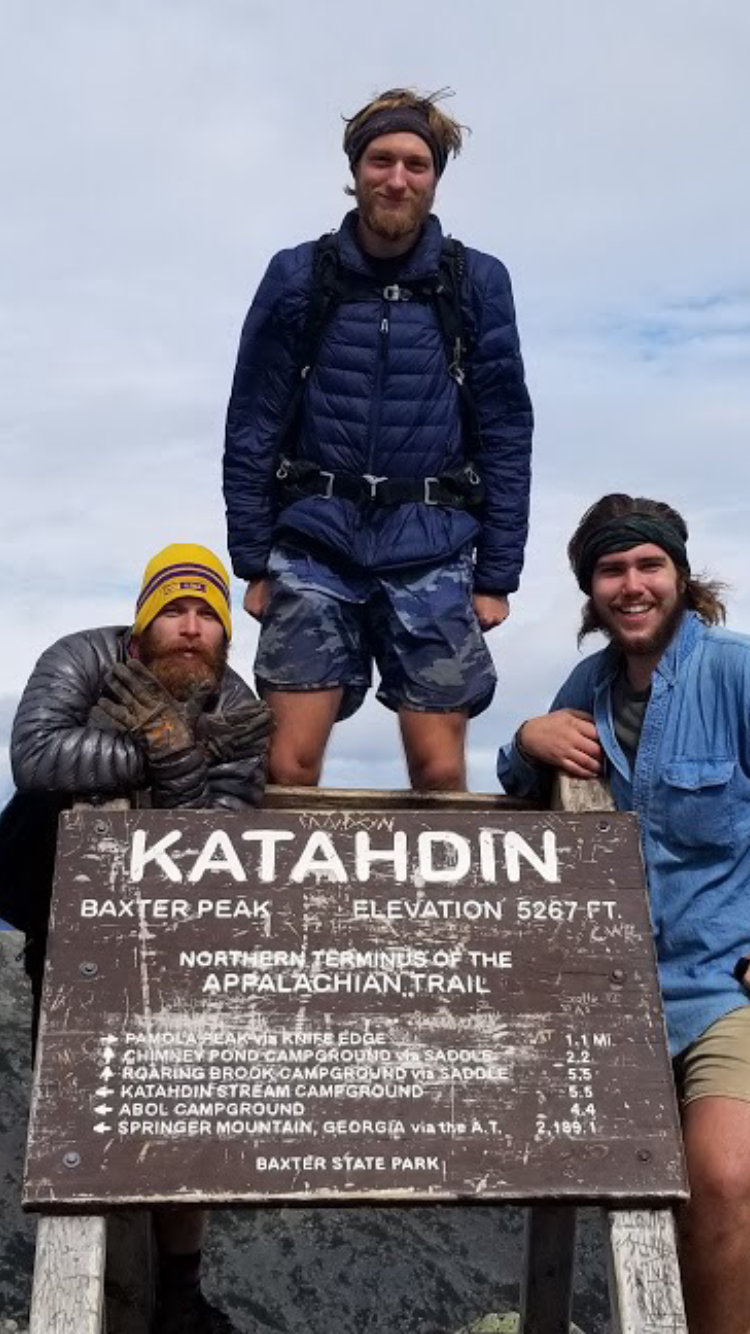 KATAHDIN
BAXTER PEAK ELEVATION 5267 FT.
NORTHERN TERMINUS OF THE
APPALACHIAN TRAIL
→ PAMOLA PEAK via KNIFE EDGE 1.1 Mi
↑ CHIMNEY POND CAMPGROUND via SADDLE 2.2
↑ ROARING BROOK CAMPGROUND via SADDLE 5.5
← KATAHDIN STREAM CAMPGROUND 5.5
← ABOL CAMPGROUND 4.4
← SPRINGER MOUNTAIN, GEORGIA via the A.T. 2,189.1
BAXTER STATE PARK